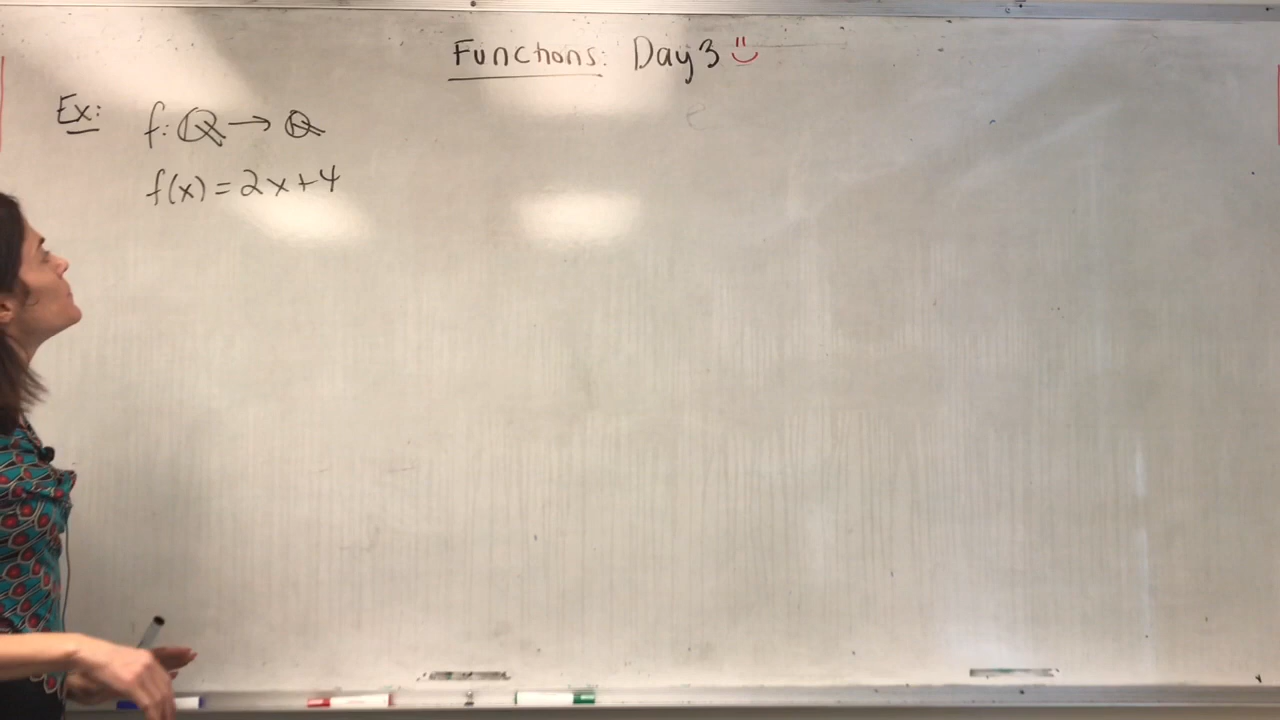 Functions: Day 3
Ex: f: ℚ → ℚ
f(x) = 2x+4